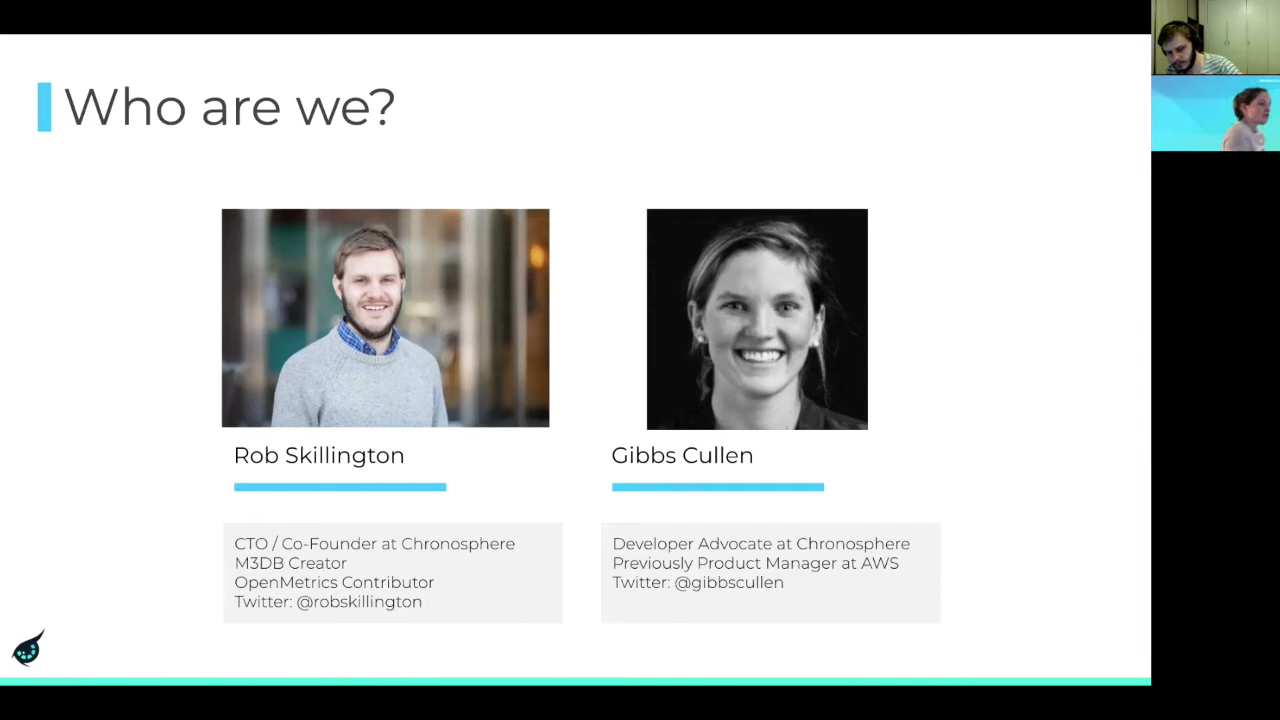 Who are we?
Rob Skillington
Gibbs Cullen
CTO / Co-Founder at Chronosphere
M3DB Creator
OpenMetrics Contributor
Twitter: @robskillington
Developer Advocate at Chronosphere
Previously Product Manager at AWS
Twitter: @gibbscullen